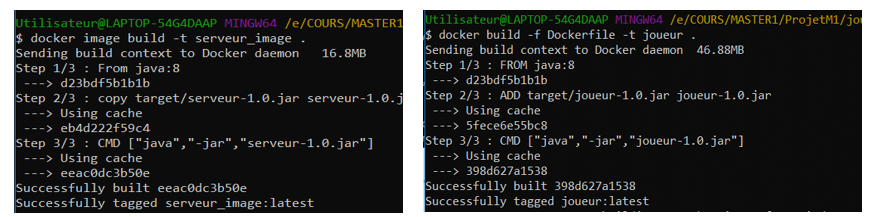 Utilisateur@LAPTOP-54G4DAAP MINGW64 /e/COURS/MASTER1
$ docker image build -t serveur_image .
Sending build context to Docker daemon 16.8MB
Step 1/3 : From java:8
---> d23bdf5b1b1b
Step 2/3 : copy target/serveur-1.0.jar serveur-1.0.j
---> Using cache
---> eb4d222f59c4
Step 3/3 : CMD ["java","-jar","serveur-1.0.jar"]
---> Using cache
---> eeac0dc3b50e
Successfully built eeac0dc3b50e
Successfully tagged serveur_image:latest
Utilisateur@LAPTOP-54G4DAAP MINGW64 /e/COURS/MASTER1/ProjetM1/jou
$ docker build -f Dockerfile -t joueur .
Sending build context to Docker daemon 46.88MB
Step 1/3 : FROM java:8
---> d23bdf5b1b1b
Step 2/3 : ADD target/joueur-1.0.jar joueur-1.0.jar
---> Using cache
---> 5fece6e55bc8
Step 3/3 : CMD ["java","-jar","joueur-1.0.jar"]
---> Using cache
---> 398d627a1538
Successfully built 398d627a1538
Successfully tagged joueur:latest